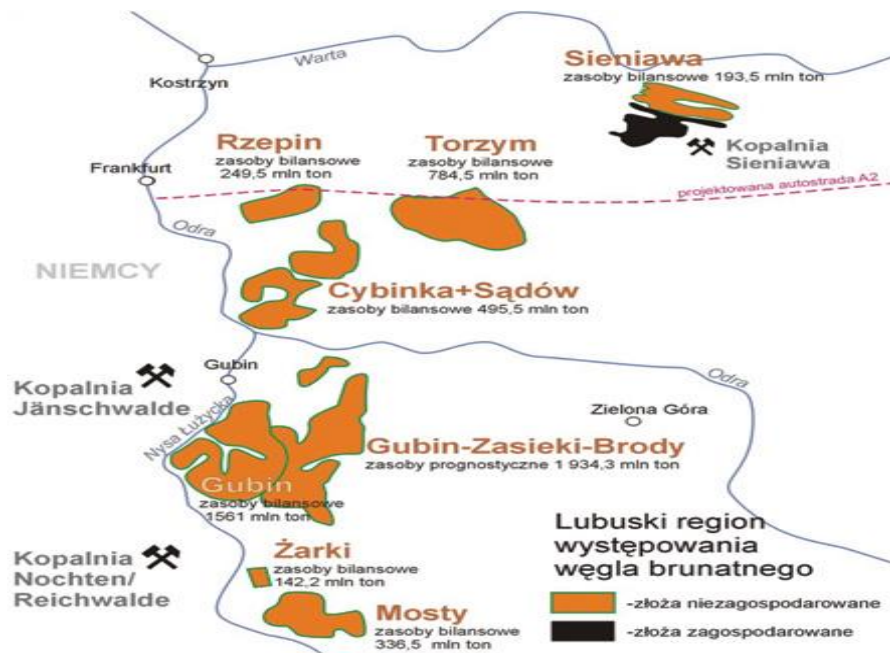 Sieniawa
zasoby bilansowe 193,5 mln ton
Kostrzyn
Warta
Rzepin
zasoby bilansowe
249,5 mln ton
Torzym
zasoby bilansowe
784,5 mln ton
Kopalnia
Sieniawa
Frankfurt
projektowana autostrada A2
Odra
NIEMCY
Cybinka+Sądów
zasoby bilansowe 495,5 mln ton
Gubin
Kopalnia
Jänschwalde
Odra
Nysa Łużycka
Zielona Góra
Gubin-Zasieki-Brody
zasoby prognostyczne 1 934,3 mln ton
Gubin
zasoby bilansowe
1561 mln ton
Lubuski region
występowania
węgla brunatnego
-złoża niezagospodarowane
-złoża zagospodarowane
Kopalnia
Nochten/
Reichwalde
Żarki
zasoby bilansowe
142,2 mln ton
Mosty
zasoby bilansowe
336,5 mln ton